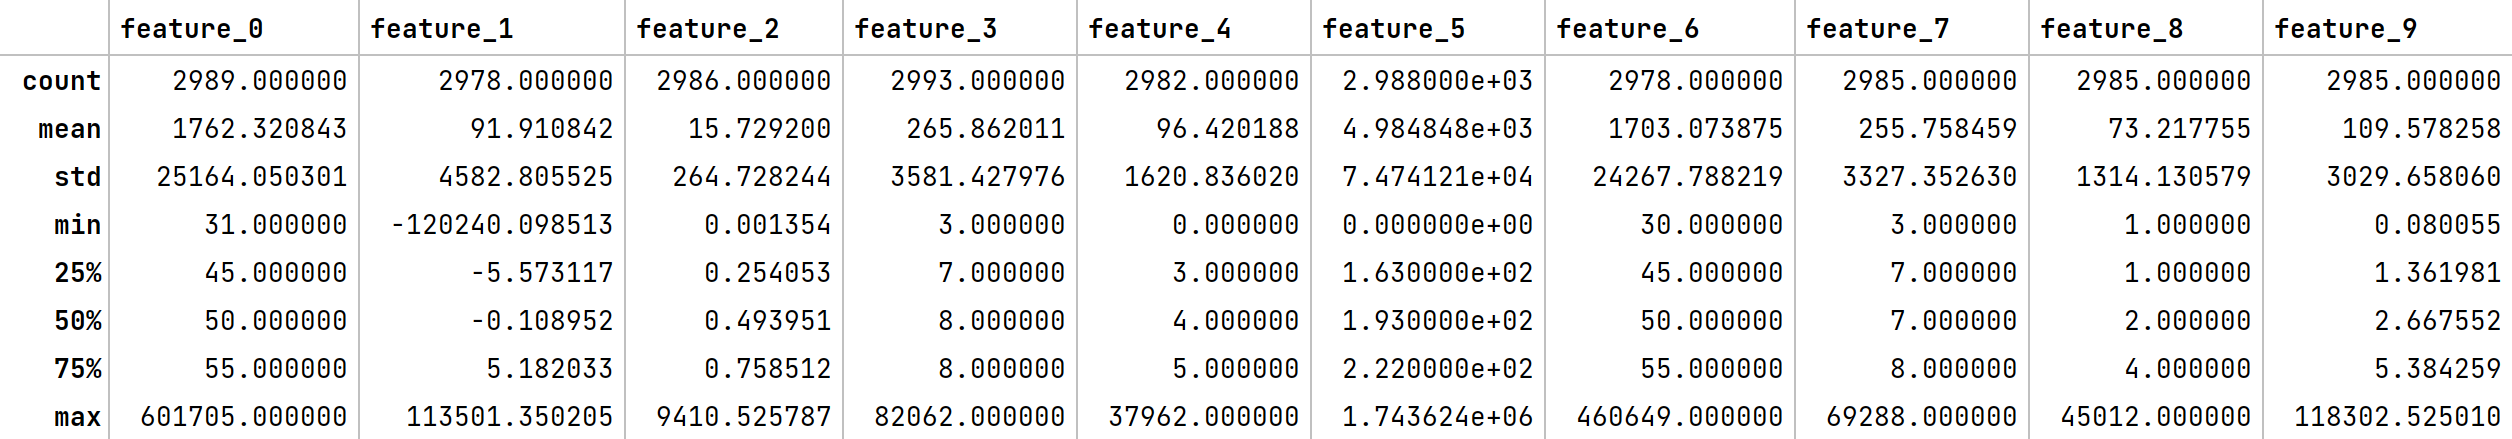 feature_0 feature_1 feature_2 feature_3 feature_4 feature_5 feature_6 feature_7 feature_8 feature_9
count 2989.000000 2978.000000 2986.000000 2993.000000 2982.000000 2.988000e+03 2978.000000 2985.000000 2985.000000 2985.000000
mean 1762.320843 91.910842 15.729200 265.862011 96.420188 4.984848e+03 1703.073875 255.758459 73.217755 109.578258
std 25164.050301 4582.805525 264.728244 3581.427976 1620.836020 7.474121e+04 24267.788219 3327.352630 1314.130579 3029.658060
min 31.000000 -120240.098513 0.001354 3.000000 0.000000 0.000000e+00 30.000000 3.000000 1.000000 0.080055
25% 45.000000 -5.573117 0.254053 7.000000 3.000000 1.630000e+02 45.000000 7.000000 1.000000 1.361981
50% 50.000000 -0.108952 0.493951 8.000000 4.000000 1.930000e+02 50.000000 7.000000 2.000000 2.667552
75% 55.000000 5.182033 0.758512 8.000000 5.000000 2.220000e+02 55.000000 8.000000 4.000000 5.384259
max 601705.000000 113501.350205 9410.525787 82062.000000 37962.000000 1.743624e+06 460649.000000 69288.000000 45012.000000 118302.525010